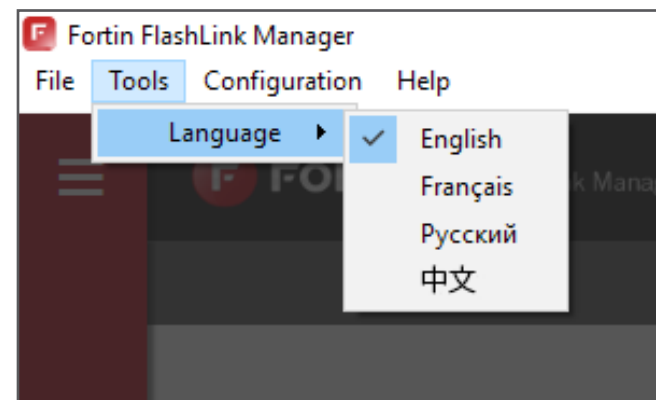 Fortin FlashLink Manager
File Tools Configuration Help
Language
English
Français
Русский
中文